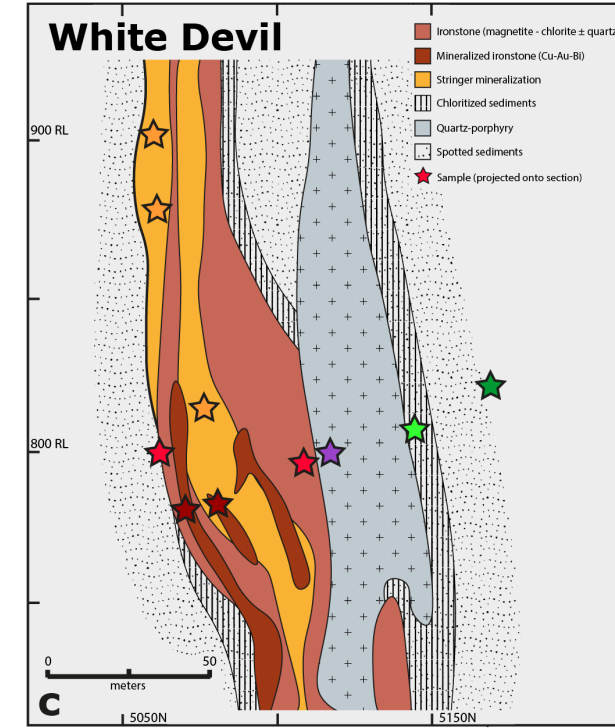 White Devil
Ironstone (magnetite - chlorite ± quartz
Mineralized ironstone (Cu-Au-Bi)
Stringer mineralization
Chloritized sediments
Quartz-porphyry
Spotted sediments
Sample (projected onto section)
900 RL
800 RL
0 50
meters
C
5050N 5150N